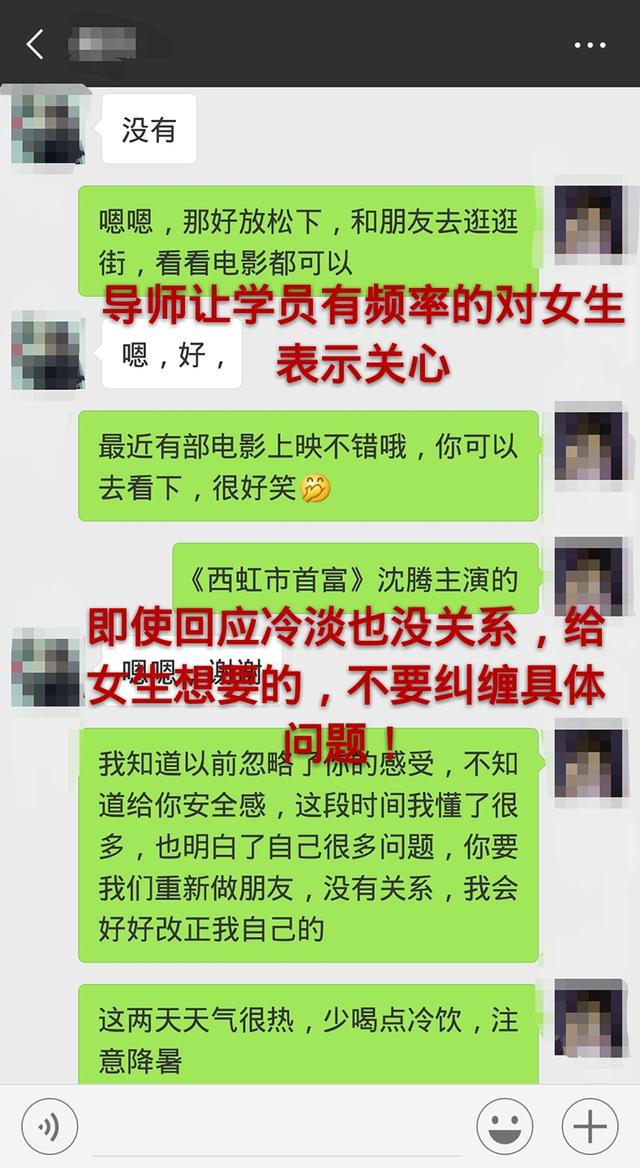 没有
嗯嗯，那好放松下，和朋友去逛逛
街，看看电影都可以
导师让学员有频率的对女生
表示关心
嗯，好，
最近有部电影上映不错哦，你可以
去看下，很好笑🤭
《西虹市首富》沈腾主演的
即使回应冷淡也没关系，给
嗯嗯，谢谢
女生想要的，不要纠缠具体
问题！
我知道以前忽略了你的感受，不知
道给你安全感，这段时间我懂了很
多，也明白了自己很多问题，你要
我们重新做朋友，没有关系，我会
好好改正我自己的
这两天天气很热，少喝点冷饮，注
意降暑